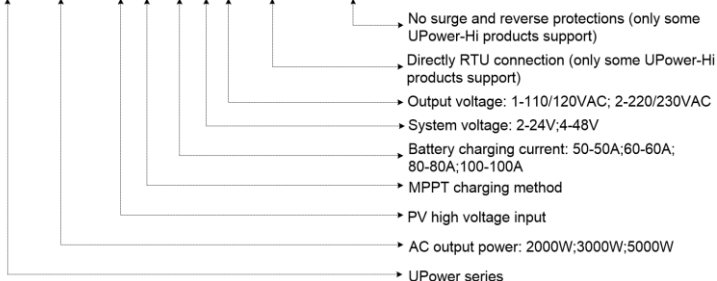 No surge and reverse protections (only some
UPower-Hi products support)
Directly RTU connection (only some UPower-Hi
products support)
Output voltage: 1-110/120VAC; 2-220/230VAC
System voltage: 2-24V;4-48V
Battery charging current: 50-50A;60-60A;
80-80A;100-100A
MPPT charging method
PV high voltage input
AC output power: 2000W;3000W;5000W
UPower series